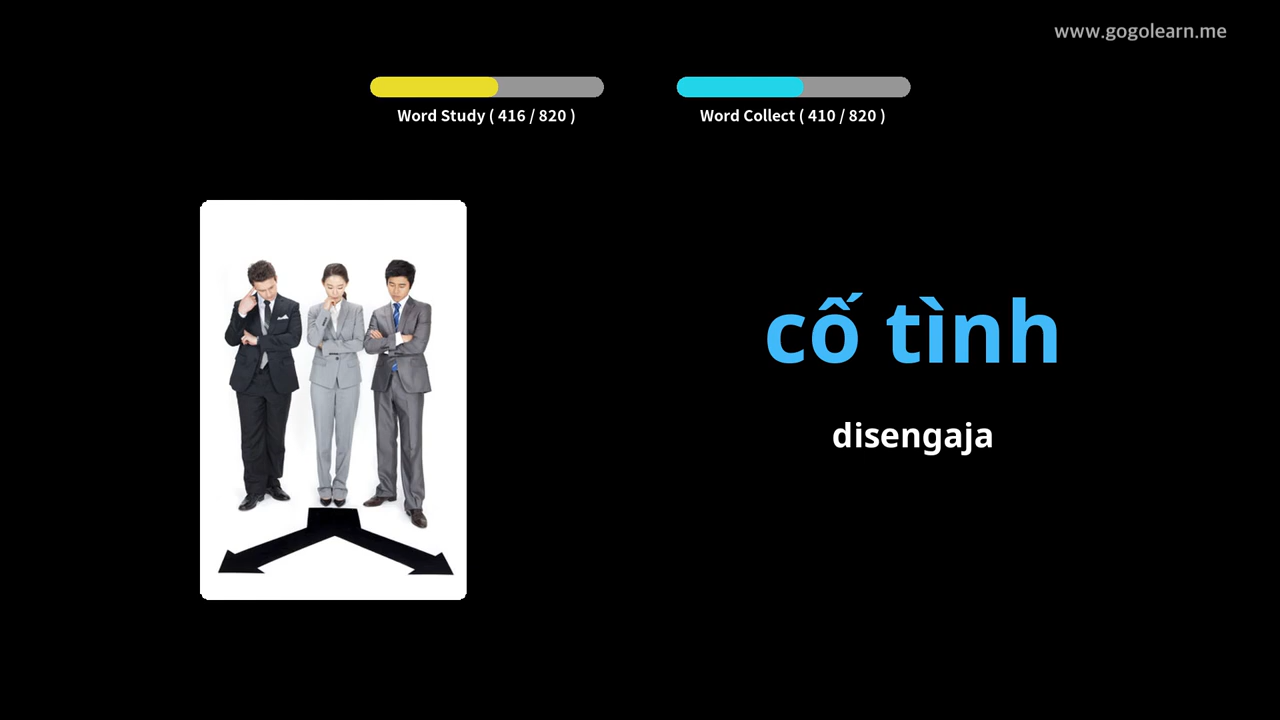 www.gogolearn.me
Word Study ( 416 / 820 )
Word Collect ( 410 / 820 )
cố tình
disengaja